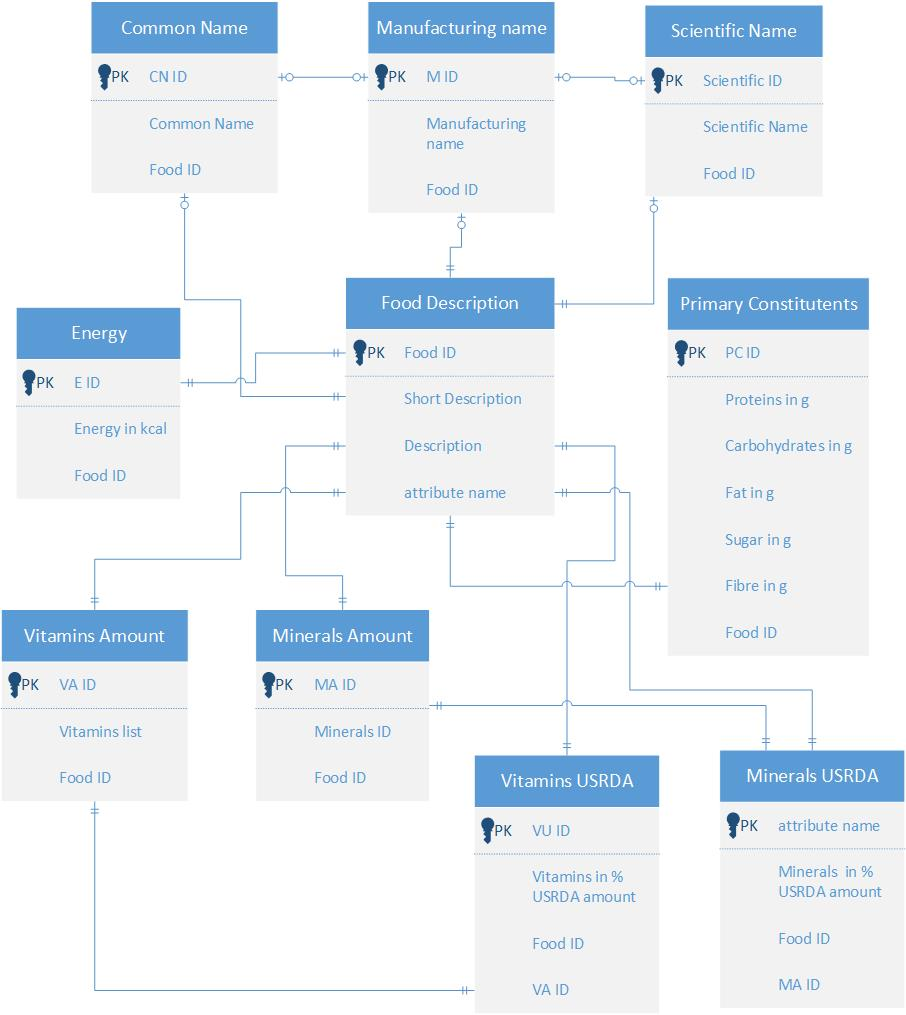 Common Name
PK CN ID
Common Name
Food ID
Manufacturing name
PK M ID
Manufacturing
name
Food ID
Scientific Name
PK Scientific ID
Scientific Name
Food ID
Food Description
PK Food ID
Short Description
Description
attribute name
Primary Constitutents
PK PC ID
Proteins in g
Carbohydrates in g
Fat in g
Sugar in g
Fibre in g
Food ID
Energy
PK E ID
Energy in kcal
Food ID
Vitamins Amount
PK VA ID
Vitamins list
Food ID
Minerals Amount
PK MA ID
Minerals ID
Food ID
Vitamins USRDA
PK VU ID
Vitamins in %
USRDA amount
Food ID
VA ID
Minerals USRDA
PK attribute name
Minerals in %
USRDA amount
Food ID
MA ID